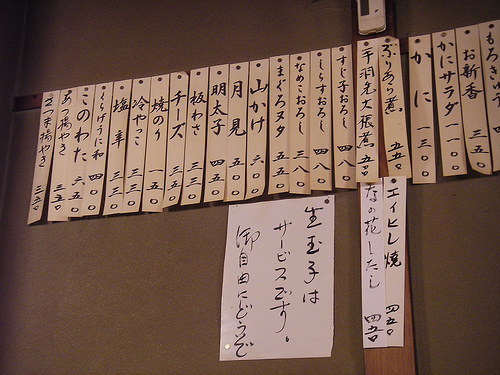 もろきゅう
お新香
かにサラダ 一一〇〇
かに 一三〇〇
ぶりあら煮 五五〇
手羽先大根煮 五五〇
すじ子おろし 四八〇
しらすおろし 四八〇
なめこおろし 三八〇
まぐろヌタ 五五〇
山かけ 六〇〇
月見 五五〇
明太子 五〇〇
板わさ 三五〇
チーズ 三五〇
焼のり 一五〇
冷やっこ 三三〇
塩辛 三三〇
くらげうに和 四〇〇
このわた 五五〇
あつ揚やき 三五〇
さつま揚やき 三五〇
エイヒレ焼 四五〇
なの花したし 四五〇
生玉子は
サービスです。
御自由にどうぞ